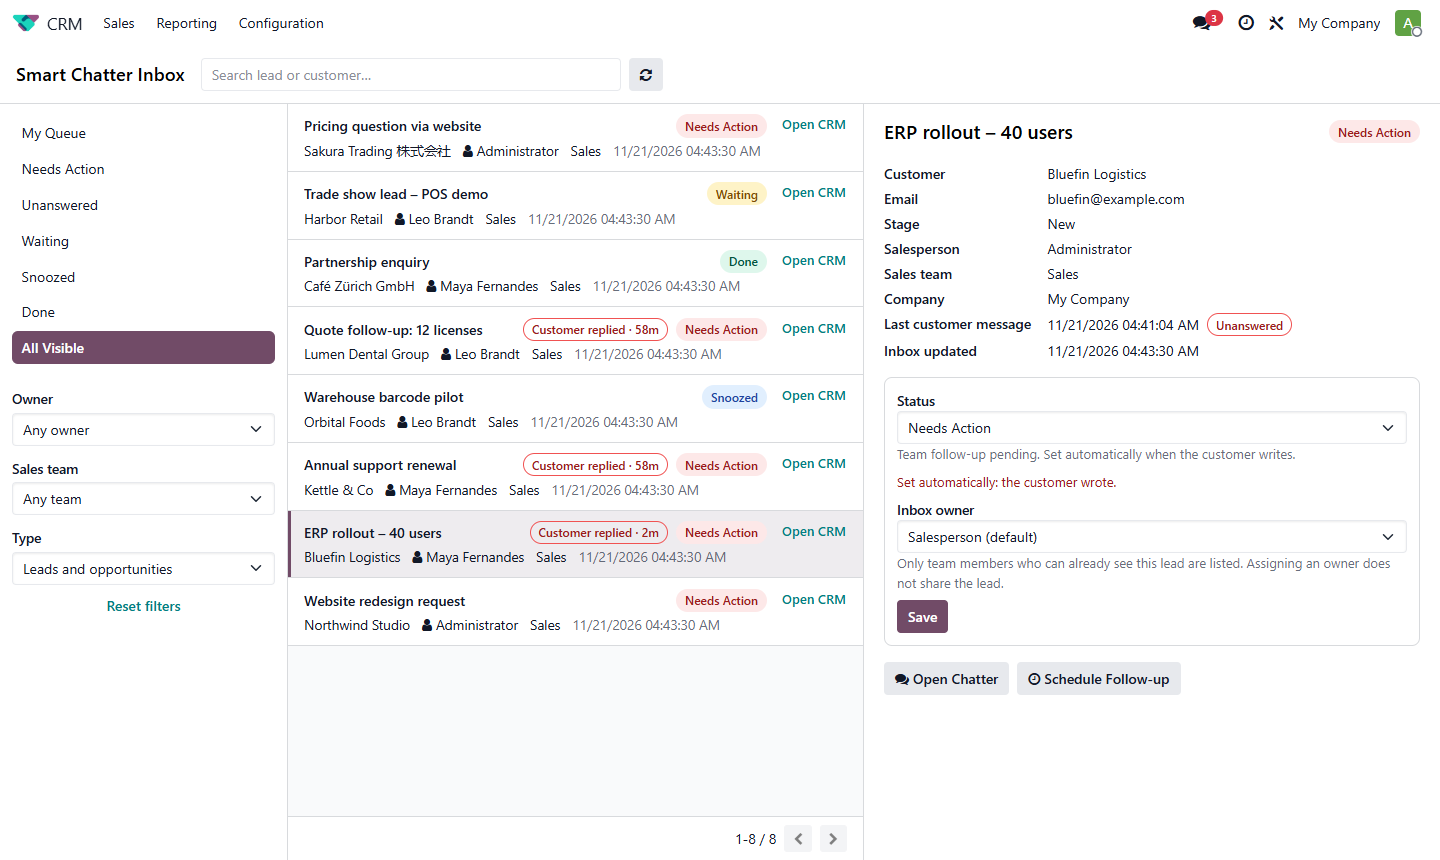 CRM Sales Reporting Configuration 3 My Company A
Smart Chatter Inbox Search lead or customer...
My Queue
Needs Action
Unanswered
Waiting
Snoozed
Done
All Visible
Owner
Any owner
Sales team
Any team
Type
Leads and opportunities
Reset filters
Pricing question via website Needs Action Open CRM
Sakura Trading 株式会社 Administrator Sales 11/21/2026 04:43:30 AM
Trade show lead – POS demo Waiting Open CRM
Harbor Retail Leo Brandt Sales 11/21/2026 04:43:30 AM
Partnership enquiry Done Open CRM
Café Zürich GmbH Maya Fernandes Sales 11/21/2026 04:43:30 AM
Quote follow-up: 12 licenses Customer replied · 58m Needs Action Open CRM
Lumen Dental Group Leo Brandt Sales 11/21/2026 04:43:30 AM
Warehouse barcode pilot Snoozed Open CRM
Orbital Foods Leo Brandt Sales 11/21/2026 04:43:30 AM
Annual support renewal Customer replied · 58m Needs Action Open CRM
Kettle & Co Maya Fernandes Sales 11/21/2026 04:43:30 AM
ERP rollout – 40 users Customer replied · 2m Needs Action Open CRM
Bluefin Logistics Maya Fernandes Sales 11/21/2026 04:43:30 AM
Website redesign request Needs Action Open CRM
Northwind Studio Administrator Sales 11/21/2026 04:43:30 AM
1-8 / 8
ERP rollout – 40 users Needs Action
Customer Bluefin Logistics
Email bluefin@example.com
Stage New
Salesperson Administrator
Sales team Sales
Company My Company
Last customer message 11/21/2026 04:41:04 AM Unanswered
Inbox updated 11/21/2026 04:43:30 AM
Status
Needs Action
Team follow-up pending. Set automatically when the customer writes.
Set automatically: the customer wrote.
Inbox owner
Salesperson (default)
Only team members who can already see this lead are listed. Assigning an owner does
not share the lead.
Save
Open Chatter Schedule Follow-up